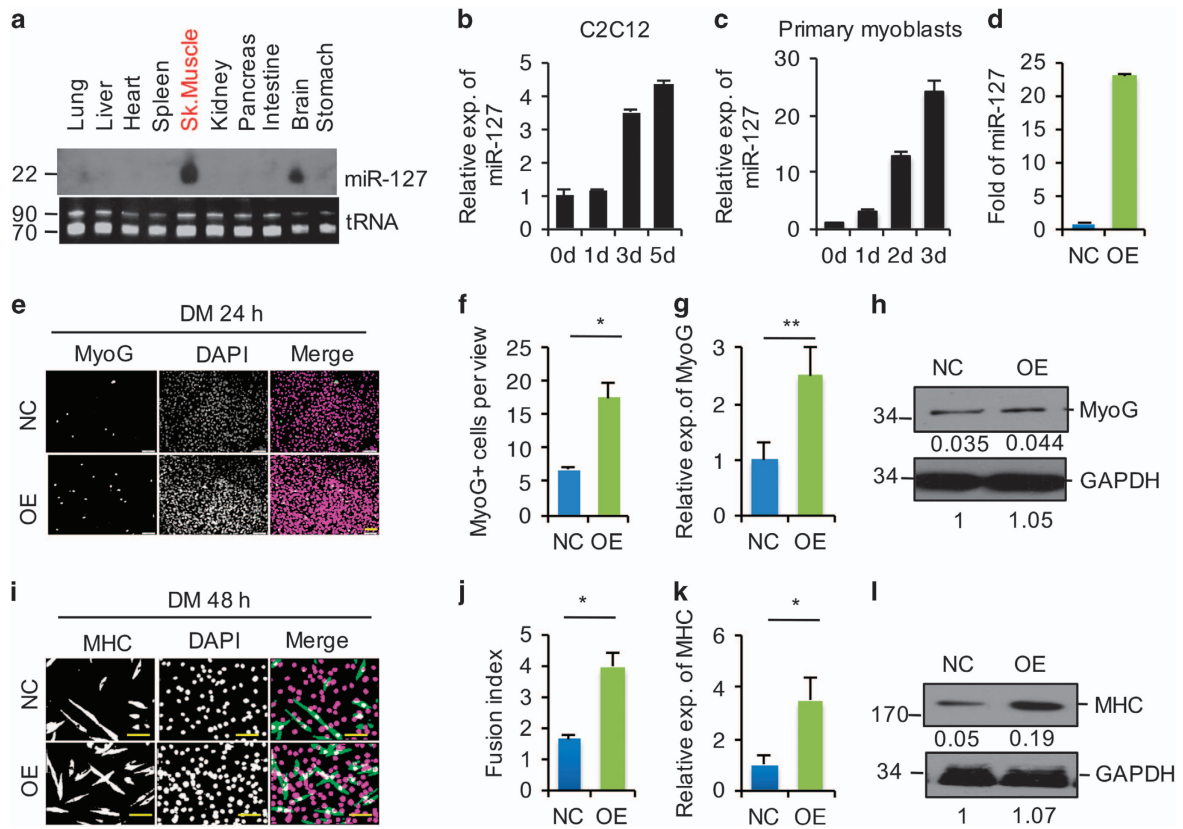 a
Lung
Liver
Heart
Spleen
Sk.Muscle
Kidney
Pancreas
Intestine
Brain
Stomach
22
miR-127
90
70
tRNA
b
C2C12
Relative exp. of
miR-127
5
4
3
2
1
0
0d 1d 3d 5d
c
Primary myoblasts
Relative exp. of
miR-127
30
20
10
0
0d 1d 2d 3d
d
Fold of miR-127
25
20
15
10
5
0
NC OE
e
DM 24 h
MyoG DAPI Merge
NC
OE
f
MyoG+ cells per view
*
25
20
15
10
5
0
NC OE
g
Relative exp.of MyoG
**
3
2
1
0
NC OE
h
NC OE
34
MyoG
0.035 0.044
34
GAPDH
1 1.05
i
DM 48 h
MHC DAPI Merge
NC
OE
j
Fusion index
*
5
4
3
2
1
0
NC OE
k
Relative exp. of MHC
*
6
4
2
0
NC OE
l
NC OE
170
MHC
0.05 0.19
34
GAPDH
1 1.07